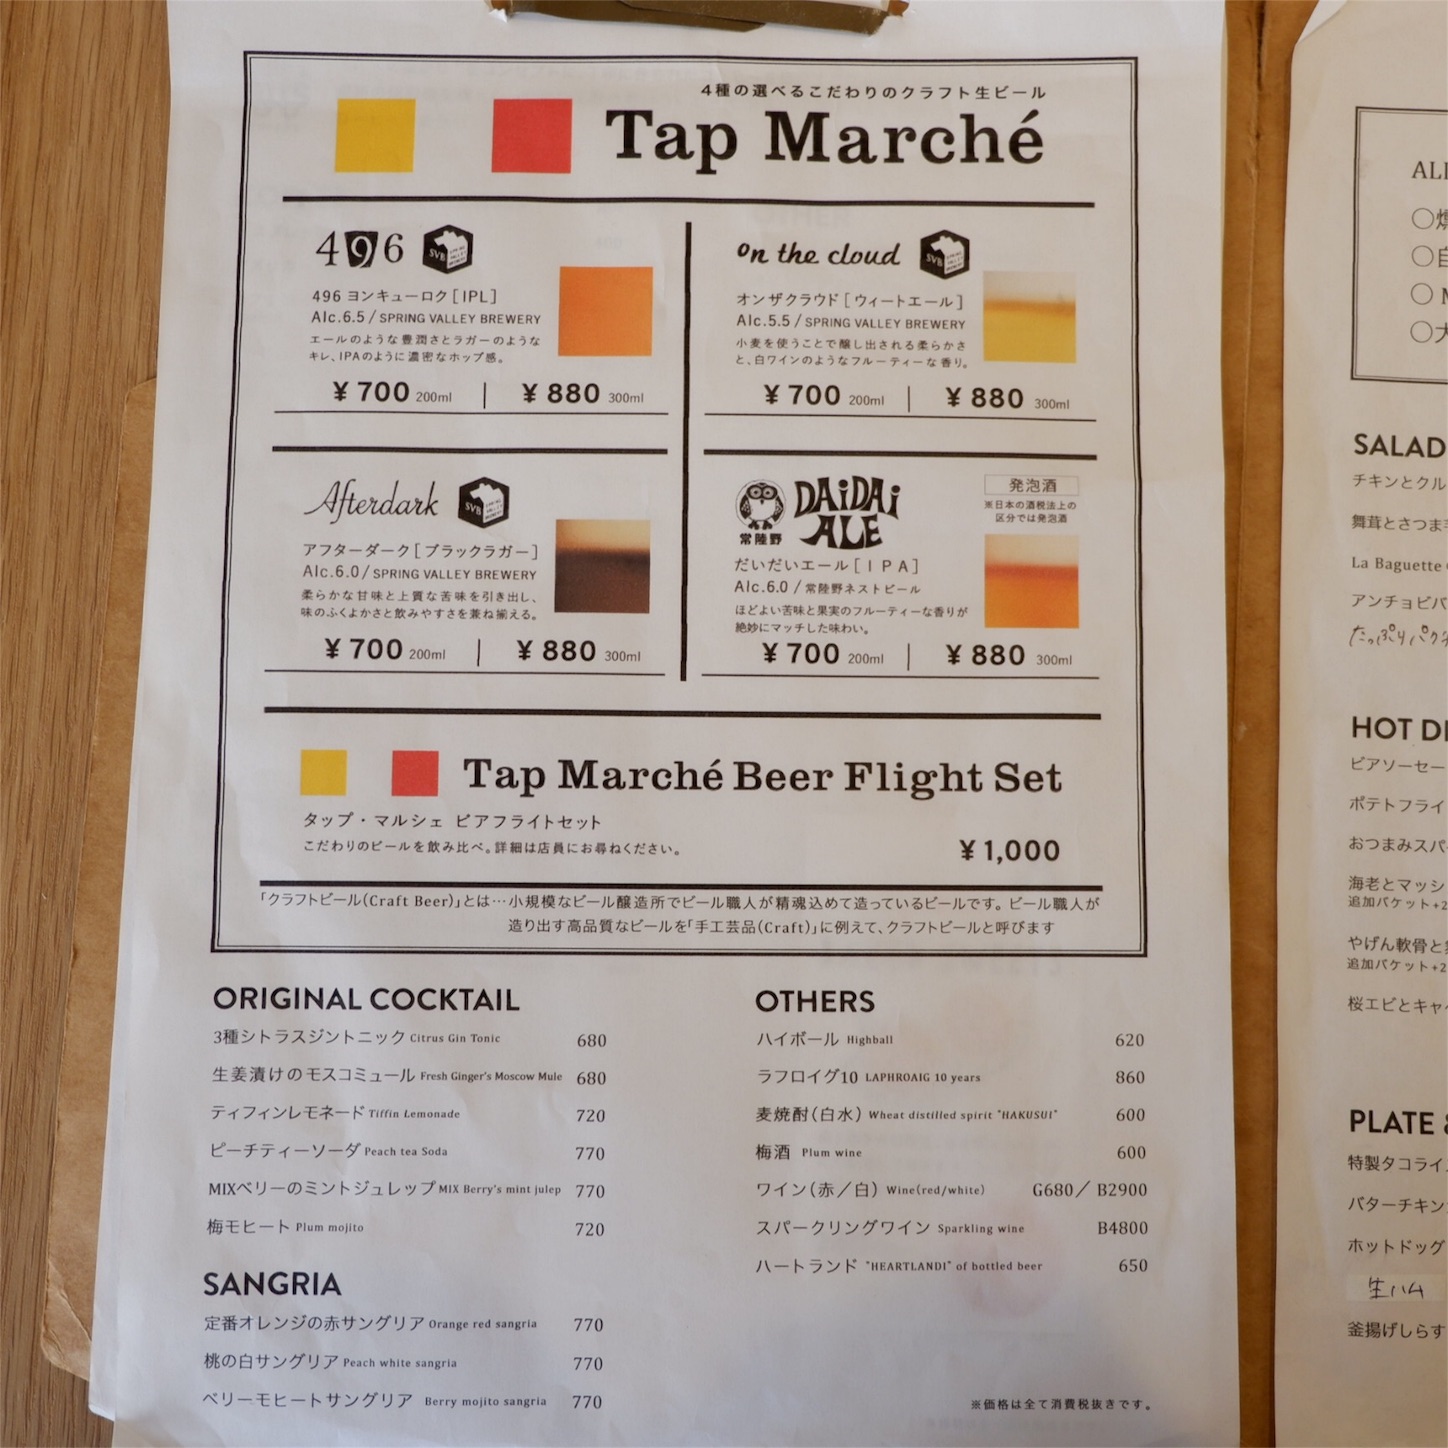 4種の選べるこだわりのクラフト生ビール
Tap Marché
496 SVB
496 ヨンキューロク[IPL]
Alc.6.5/SPRING VALLEY BREWERY
エールのような豊潤さとラガーのような
キレ、IPAのように濃密なホップ感。
¥700 200ml | ¥880 300ml
on the cloud SVB
オンザクラウド[ウィートエール]
Alc.5.5/SPRING VALLEY BREWERY
小麦を使うことで醸し出される柔らかさ
と、白ワインのようなフルーティーな香り。
¥700 200ml | ¥880 300ml
Afterdark SVB
アフターダーク[ブラックラガー]
Alc.6.0/SPRING VALLEY BREWERY
柔らかな甘味と上質な苦味を引き出し、
味のふくよかさと飲みやすさを兼ね揃える。
¥700 200ml | ¥880 300ml
常陸野
DAiDAi
ALE
発泡酒
※日本の酒税法上の
区分では発泡酒
だいだいエール[IPA]
Alc.6.0/常陸野ネストビール
ほどよい苦味と果実のフルーティーな香りが
絶妙にマッチした味わい。
¥700 200ml | ¥880 300ml
Tap Marché Beer Flight Set
タップ・マルシェ ビアフライトセット
こだわりのビールを飲み比べ。詳細は店員にお尋ねください。
¥1,000
「クラフトビール(Craft Beer)」とは…小規模なビール醸造所でビール職人が精魂込めて造っているビールです。ビール職人が
造り出す高品質なビールを「手工芸品(Craft)」に例えて、クラフトビールと呼びます
ORIGINAL COCKTAIL
3種シトラスジントニック Citrus Gin Tonic 680
生姜漬けのモスコミュール Fresh Ginger's Moscow Mule 680
ティフィンレモネード Tiffin Lemonade 720
ピーチティーソーダ Peach tea Soda 770
MIXベリーのミントジュレップ MIX Berry's mint julep 770
梅モヒート Plum mojito 720
SANGRIA
定番オレンジの赤サングリア Orange red sangria 770
桃の白サングリア Peach white sangria 770
ベリーモヒートサングリア Berry mojito sangria 770
OTHERS
ハイボール Highball 620
ラフロイグ10 LAPHROAIG 10 years 860
麦焼酎(白水) Wheat distilled spirit "HAKUSUI" 600
梅酒 Plum wine 600
ワイン(赤／白) Wine(red/white) G680／B2900
スパークリングワイン Sparkling wine B4800
ハートランド "HEARTLANDI" of bottled beer 650
※価格は全て消費税抜きです。
SALAD
チキンとクル
舞茸とさつま
La Baguette
アンチョビバ
たっぷりパク
HOT
ビアソーセー
ポテトフライ
おつまみスパ
海老とマッシ
追加バケット+2
やげん軟骨と
追加バケット+2
桜エビとキャ
PLATE
特製タコライ
バターチキン
ホットドッグ
生ハム
釜揚げしらす